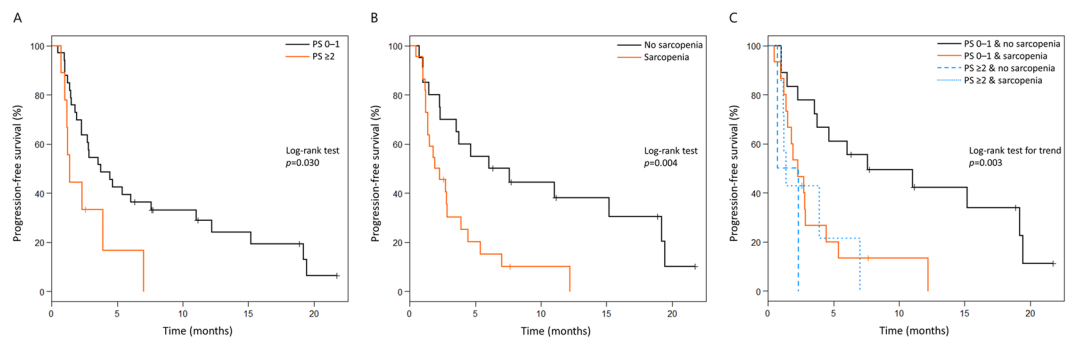 A
PS 0–1
PS ≥2
Log-rank test
p=0.030
Progression-free survival (%)
100
80
60
40
20
0
0
5
10
15
20
Time (months)
B
No sarcopenia
Sarcopenia
Log-rank test
p=0.004
Progression-free survival (%)
100
80
60
40
20
0
0
5
10
15
20
Time (months)
C
PS 0–1 & no sarcopenia
PS 0–1 & sarcopenia
PS ≥2 & no sarcopenia
PS ≥2 & sarcopenia
Log-rank test for trend
p=0.003
Progression-free survival (%)
100
80
60
40
20
0
0
5
10
15
20
Time (months)